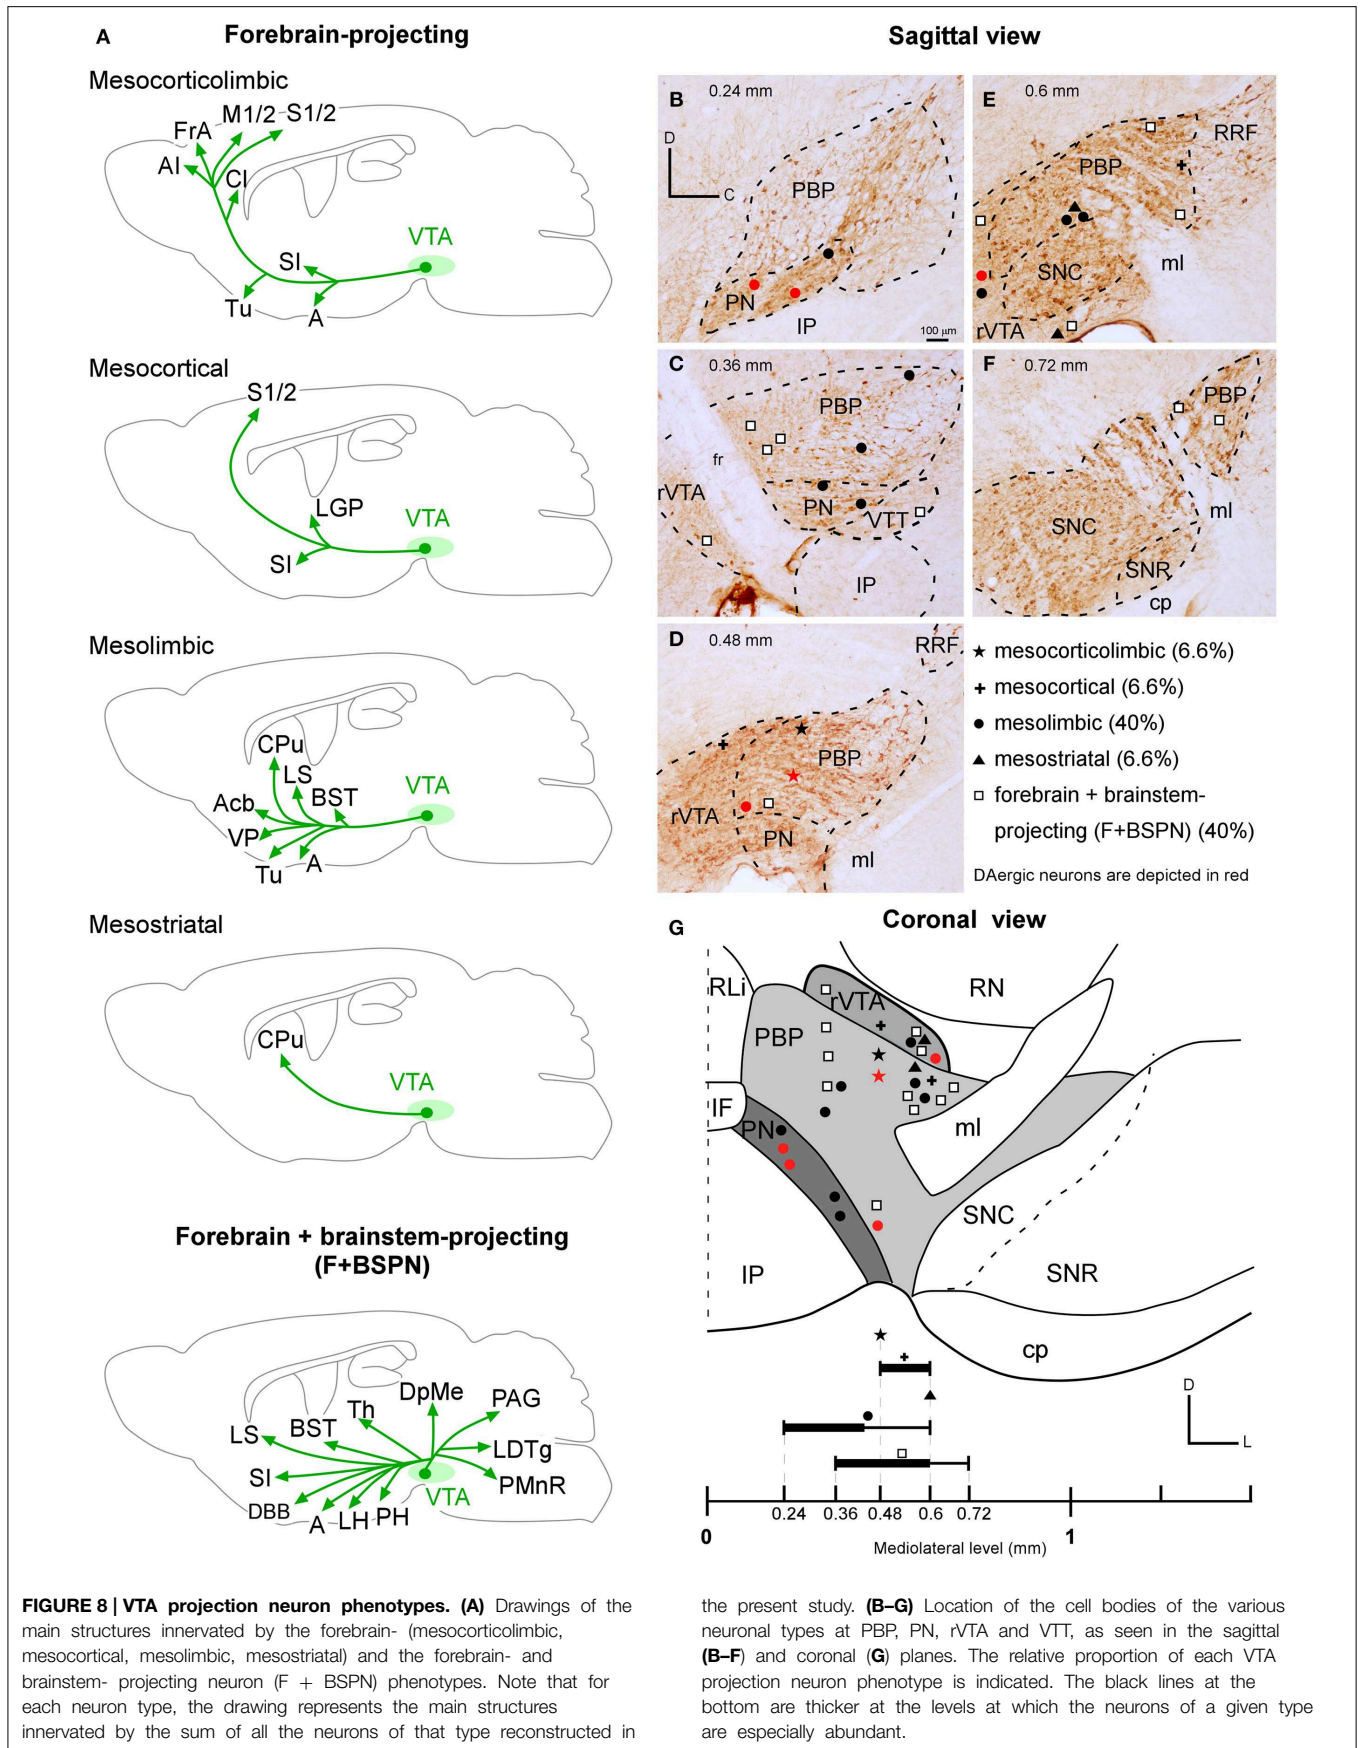 A
Forebrain-projecting
Mesocorticolimbic
M1/2
S1/2
FrA
AI
Cl
VTA
SI
Tu
A
Mesocortical
S1/2
LGP
VTA
SI
Mesolimbic
CPu
LS
BST
Acb
VTA
VP
Tu
A
Mesostriatal
CPu
VTA
Forebrain + brainstem-projecting
(F+BSPN)
DpMe
PAG
Th
BST
LS
LDTg
SI
PMnR
VTA
DBB
A
LH
PH
Sagittal view
B
0.24 mm
D
C
PBP
PN
IP
100 µm
E
0.6 mm
RRF
PBP
SNC
ml
rVTA
C
0.36 mm
PBP
fr
rVTA
PN
VTT
IP
F
0.72 mm
PBP
SNC
ml
SNR
cp
D
0.48 mm
RRF
PBP
rVTA
PN
ml
★ mesocorticolimbic (6.6%)
+ mesocortical (6.6%)
● mesolimbic (40%)
▲ mesostriatal (6.6%)
□ forebrain + brainstem-
projecting (F+BSPN) (40%)
DAergic neurons are depicted in red
G
Coronal view
RLi
rVTA
RN
PBP
IF
PN
ml
SNC
IP
SNR
cp
D
L
0.24
0.36
0.48
0.6
0.72
0
1
Mediolateral level (mm)
FIGURE 8 | VTA projection neuron phenotypes. (A) Drawings of the
main structures innervated by the forebrain- (mesocorticolimbic,
mesocortical, mesolimbic, mesostriatal) and the forebrain- and
brainstem- projecting neuron (F + BSPN) phenotypes. Note that for
each neuron type, the drawing represents the main structures
innervated by the sum of all the neurons of that type reconstructed in
the present study. (B–G) Location of the cell bodies of the various
neuronal types at PBP, PN, rVTA and VTT, as seen in the sagittal
(B–F) and coronal (G) planes. The relative proportion of each VTA
projection neuron phenotype is indicated. The black lines at the
bottom are thicker at the levels at which the neurons of a given type
are especially abundant.